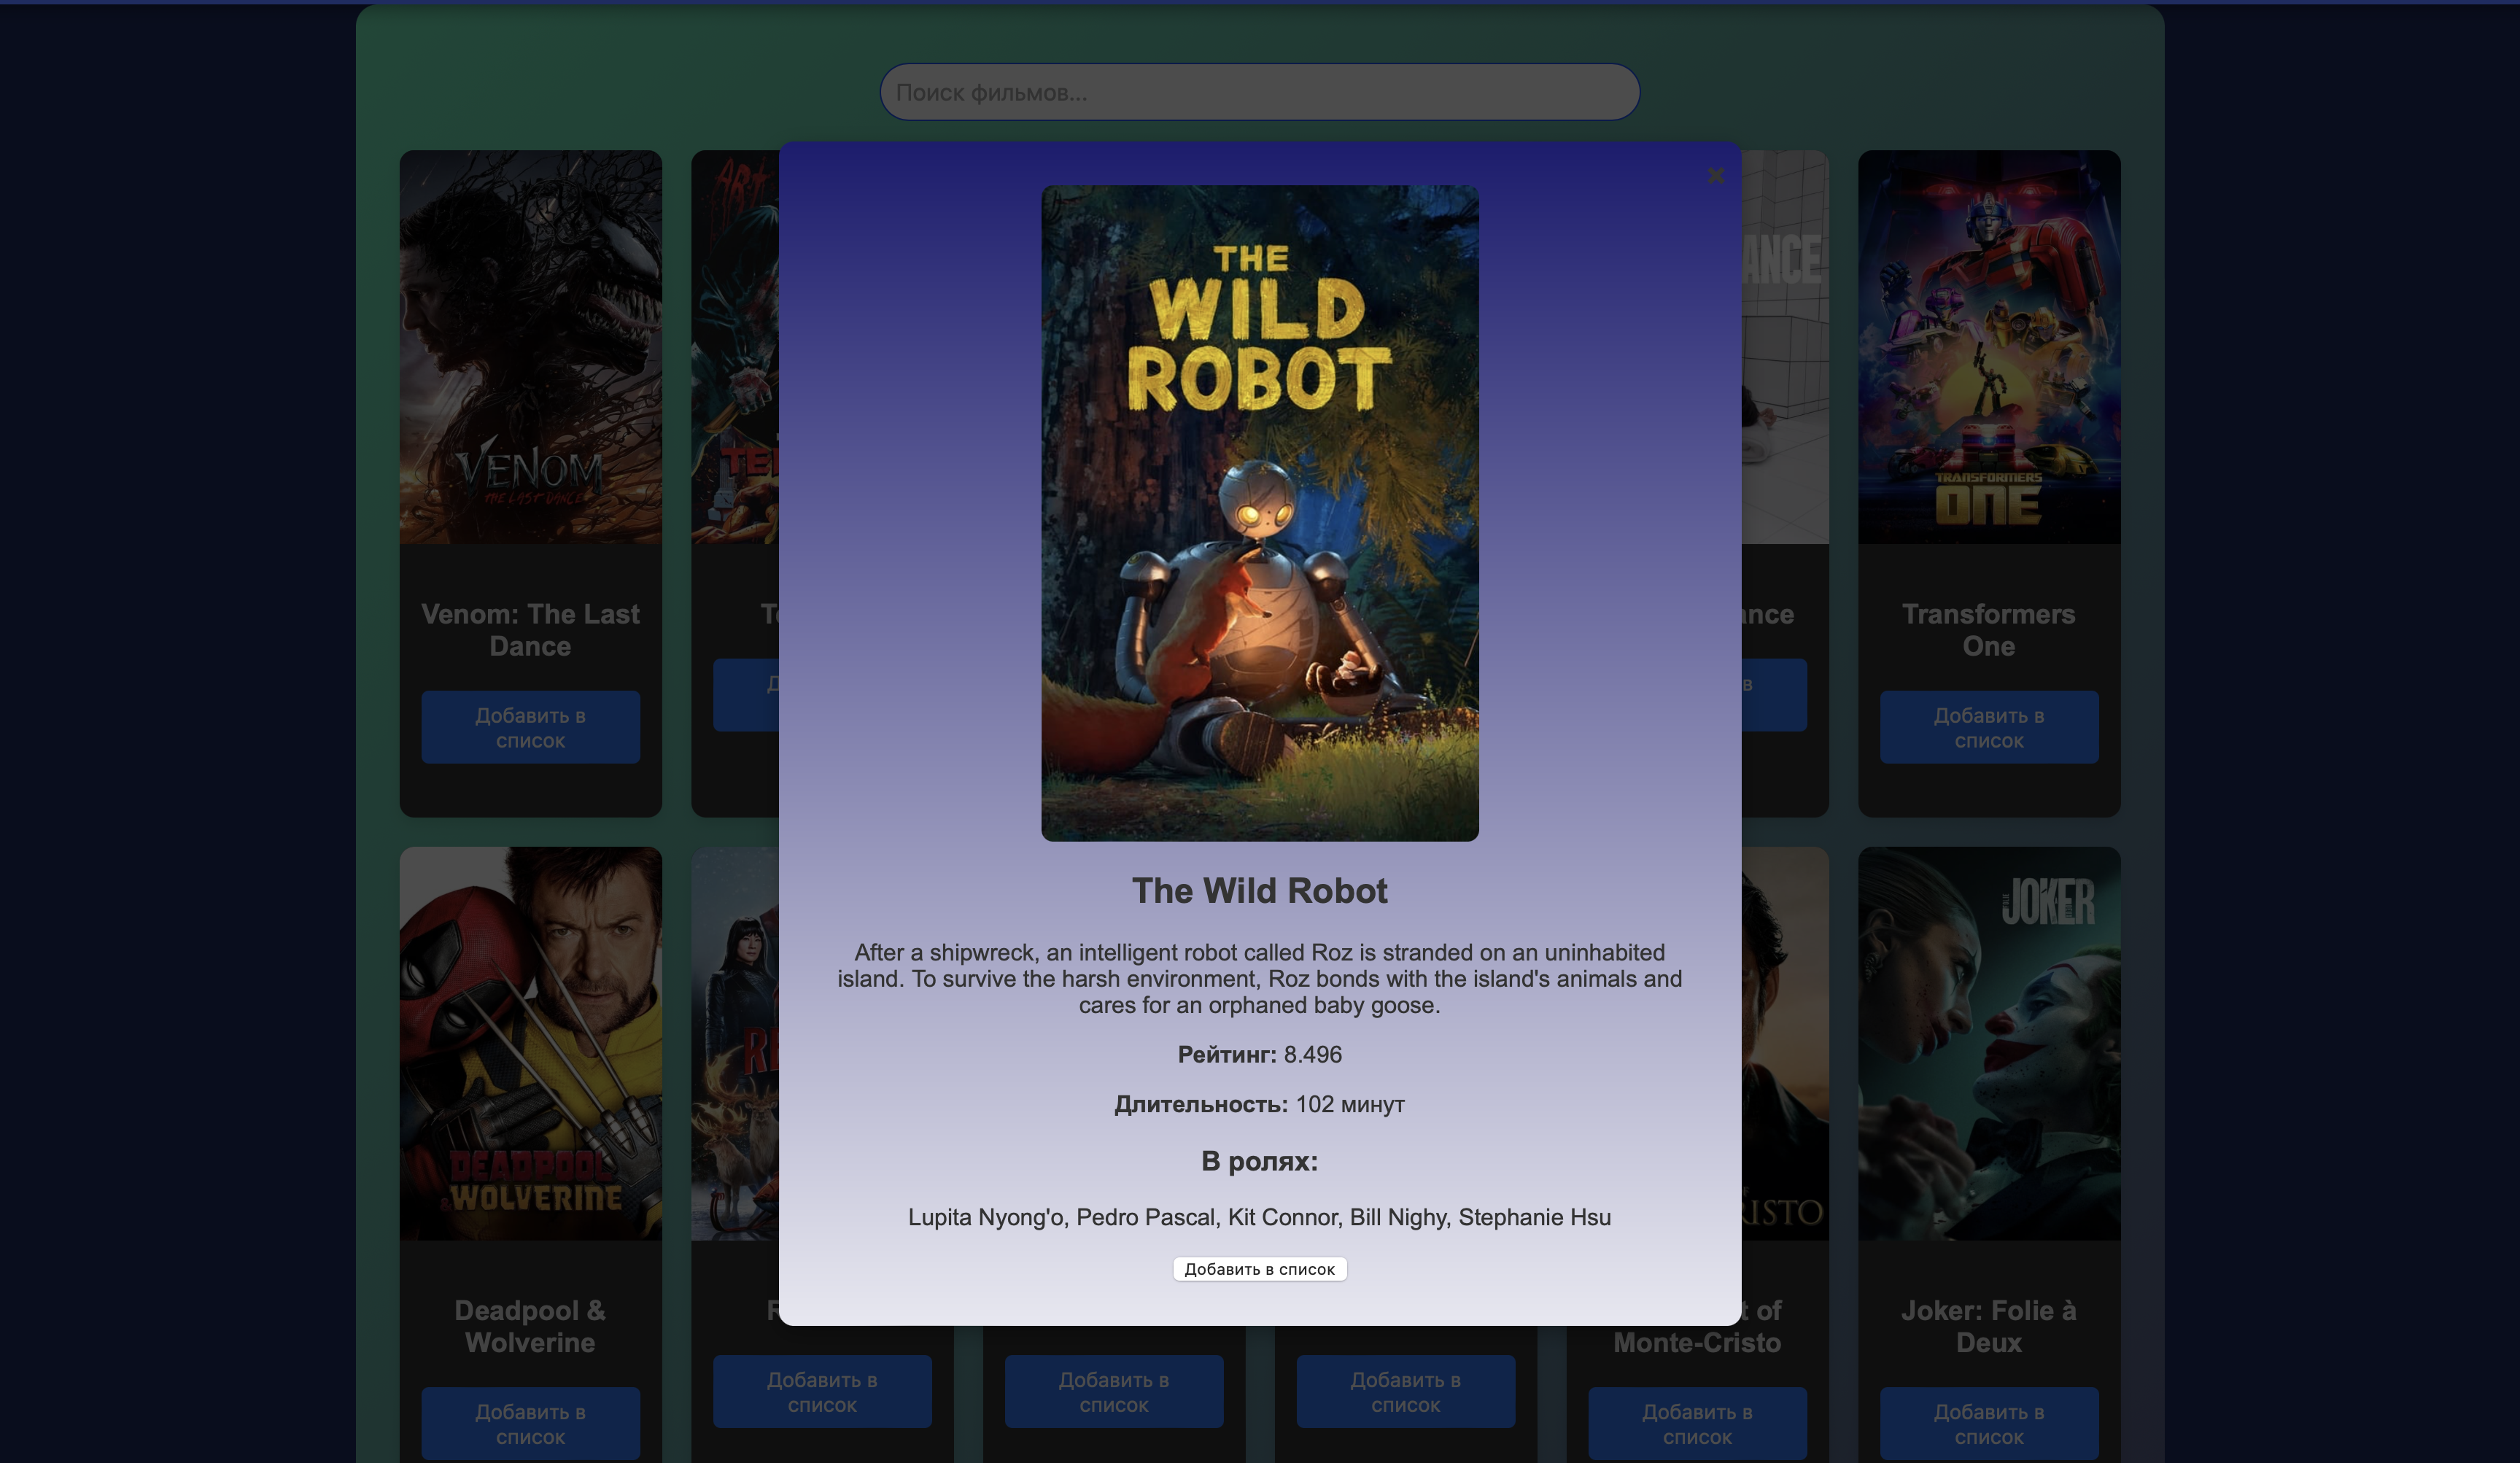 Поиск фильмов...
VENOM
THE LAST DANCE
ANCE
TRANSFORMERS
ONE
Venom: The Last
Dance
Добавить в
список
в
Transformers
One
Добавить в
список
THE
WILD
ROBOT
The Wild Robot
After a shipwreck, an intelligent robot called Roz is stranded on an uninhabited
island. To survive the harsh environment, Roz bonds with the island's animals and
cares for an orphaned baby goose.
Рейтинг: 8.496
Длительность: 102 минут
В ролях:
Lupita Nyong'o, Pedro Pascal, Kit Connor, Bill Nighy, Stephanie Hsu
Добавить в список
DEADPOOL
& WOLVERINE
JOKER
Deadpool &
Wolverine
Добавить в
список
Добавить в
список
Добавить в
список
Добавить в
список
of
Monte-Cristo
Добавить в
список
Joker: Folie à
Deux
Добавить в
список